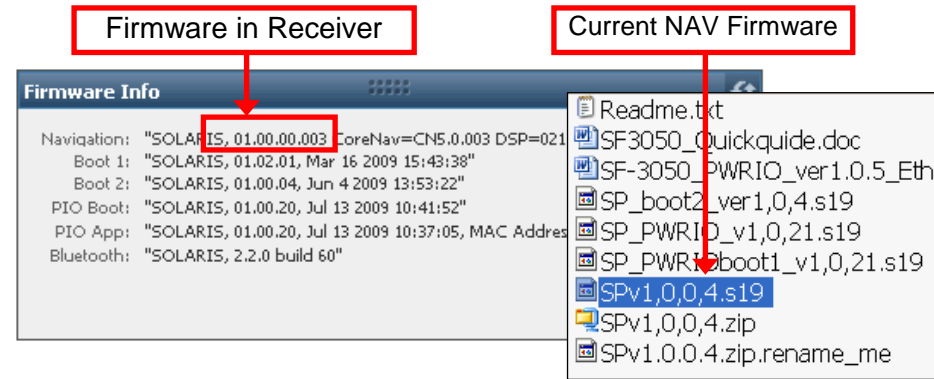 Firmware in Receiver
Current NAV Firmware
Firmware Info
Navigation: "SOLARIS, 01.00.00.003 CoreNav=CN5.0.003 DSP=021
Boot 1: "SOLARIS, 01.02.01, Mar 16 2009 15:43:38"
Boot 2: "SOLARIS, 01.00.04, Jun 4 2009 13:53:22"
PIO Boot: "SOLARIS, 01.00.20, Jul 13 2009 10:41:52"
PIO App: "SOLARIS, 01.00.20, Jul 13 2009 10:37:05, MAC Addres
Bluetooth: "SOLARIS, 2.2.0 build 60"
Readme.txt
SF3050_Quickquide.doc
SF-3050_PWRIO_ver1.0.5_Eth
SP_boot2_ver1,0,4.s19
SP_PWRIO_v1,0,21.s19
SP_PWRIOboot1_v1,0,21.s19
SPv1,0,0,4.s19
SPv1,0,0,4.zip
SPv1.0.0.4.zip.rename_me